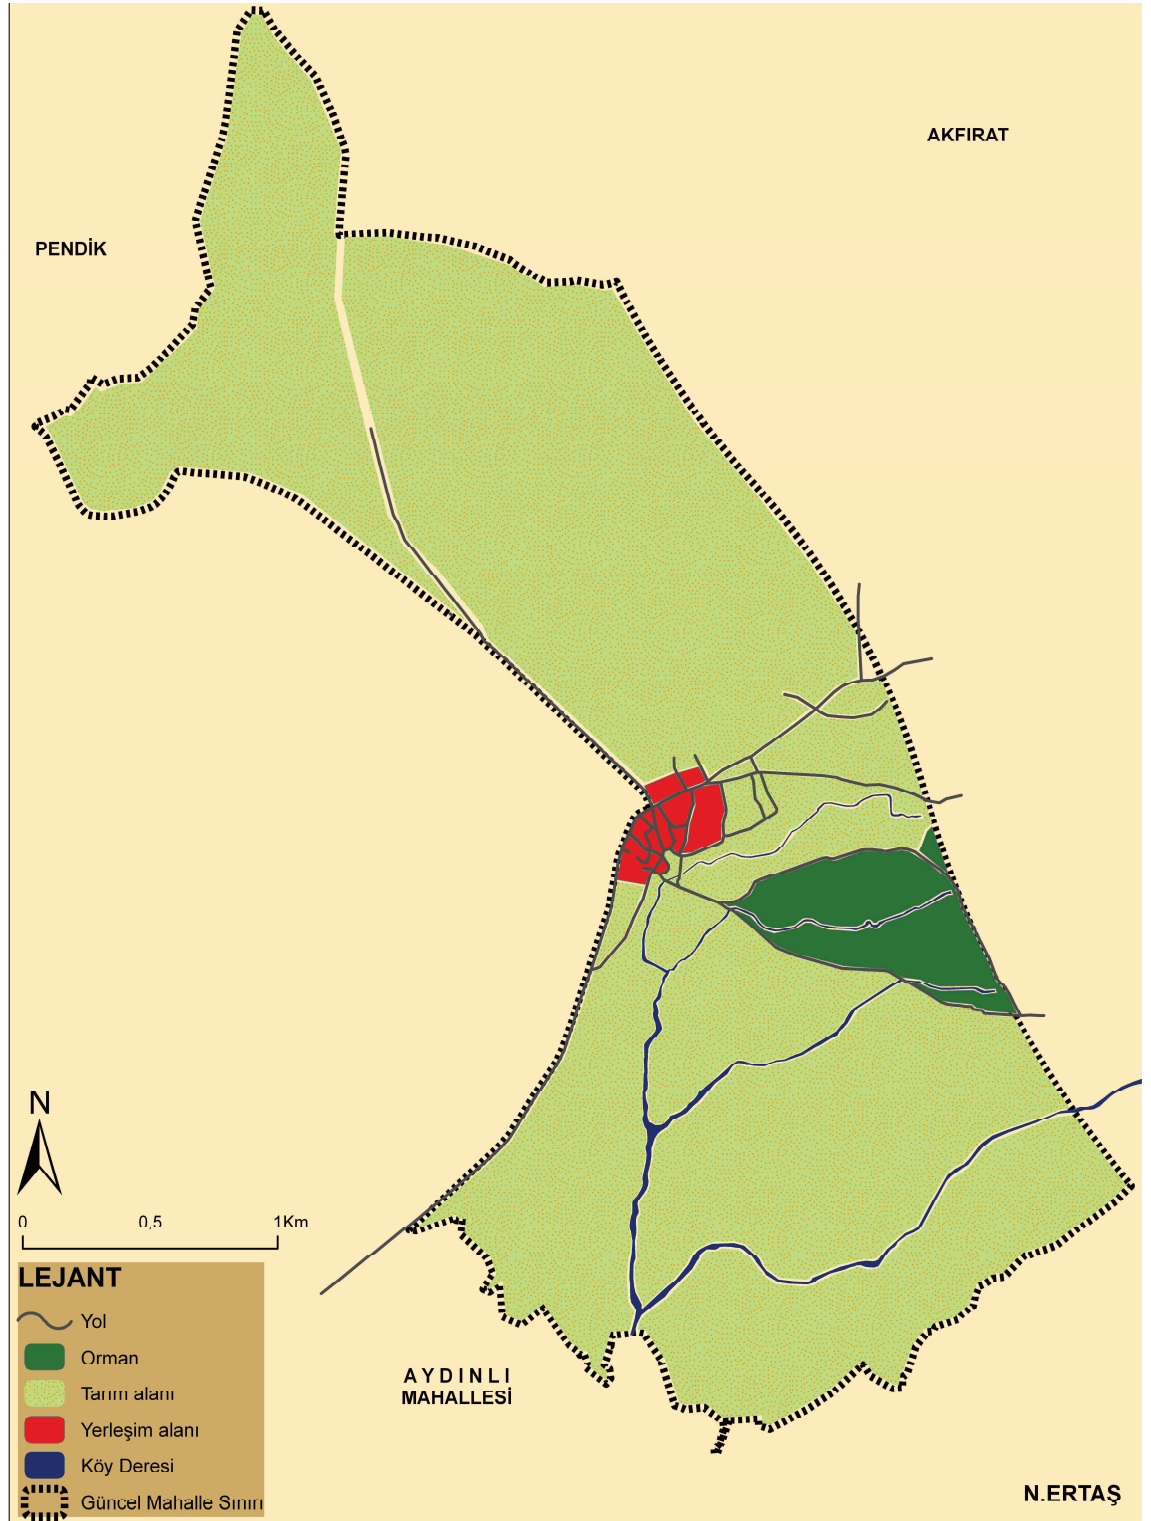 AKFIRAT
PENDİK
N
0 0,5 1Km
LEJANT
Yol
Orman
Tarım alanı
Yerleşim alanı
Köy Deresi
Güncel Mahalle Sınırı
AYDINLI
MAHALLESİ
N.ERTAŞ